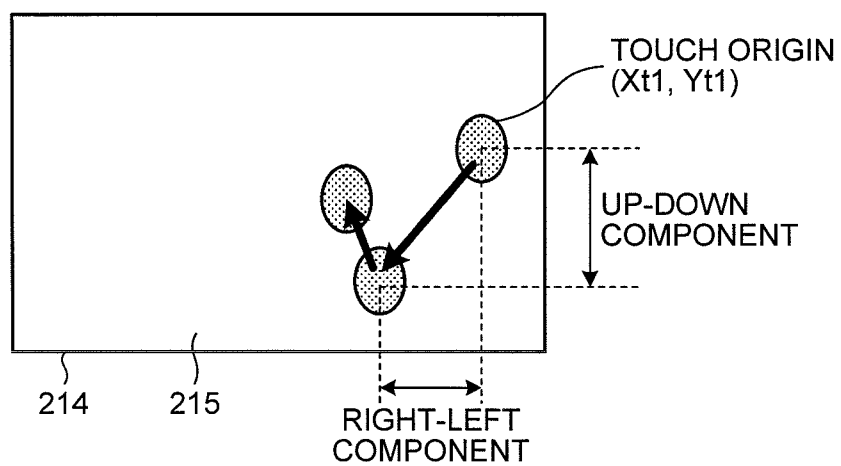 TOUCH ORIGIN
(Xt1, Yt1)
UP-DOWN
COMPONENT
214
215
RIGHT-LEFT
COMPONENT